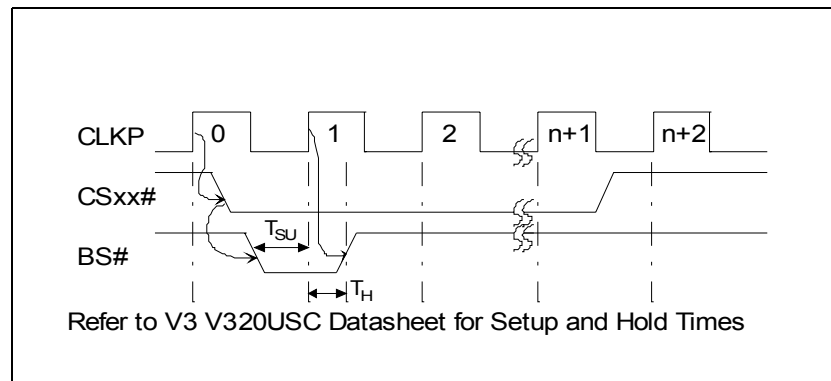 CLKP 0 1 2 n+1 n+2
CSxx#
TSU
BS#
TH
Refer to V3 V320USC Datasheet for Setup and Hold Times